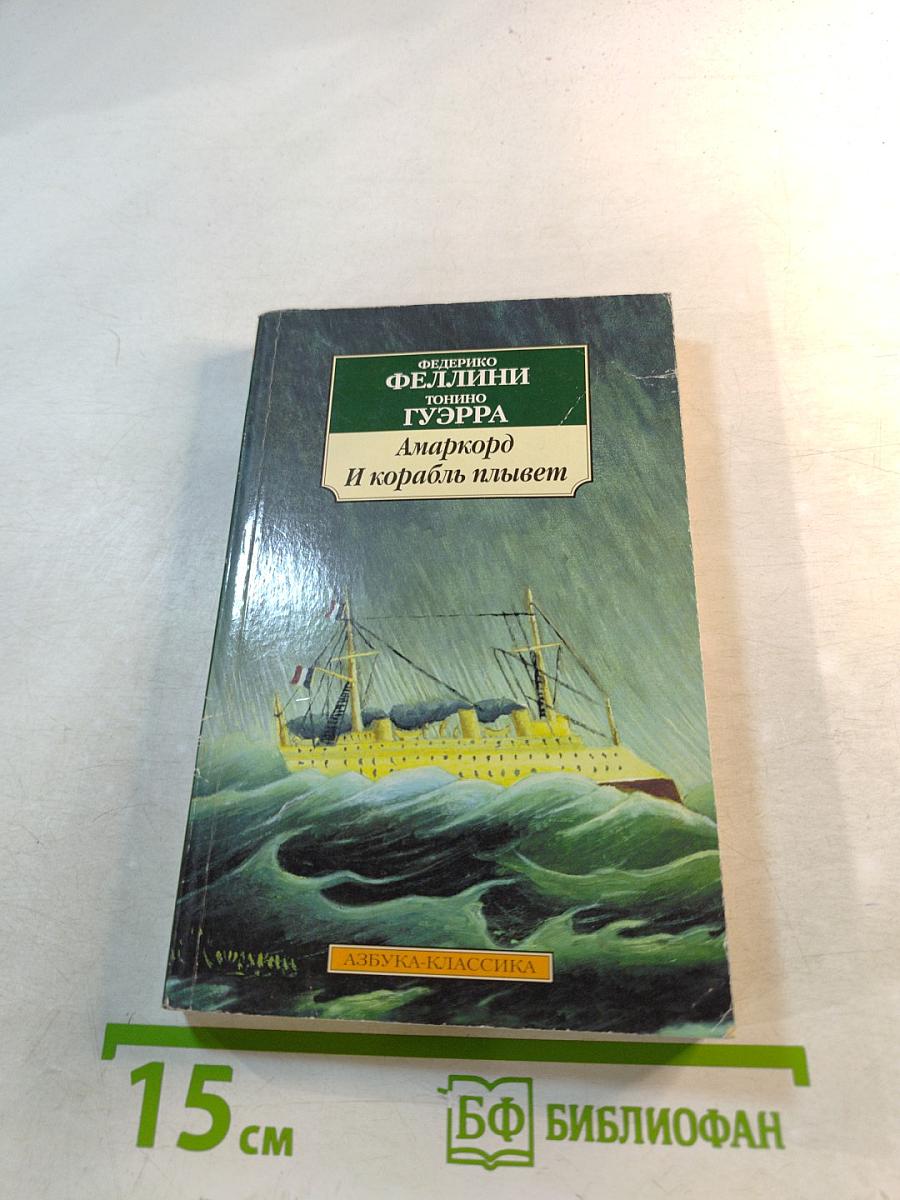 ФЕДЕРИКО
ФЕЛЛИНИ
ТОНИНО
ГУЭРРА
Амаркорд
И корабль плывет
АЗБУКА-КЛАССИКА
15 см
БФ БИБЛИОФАН